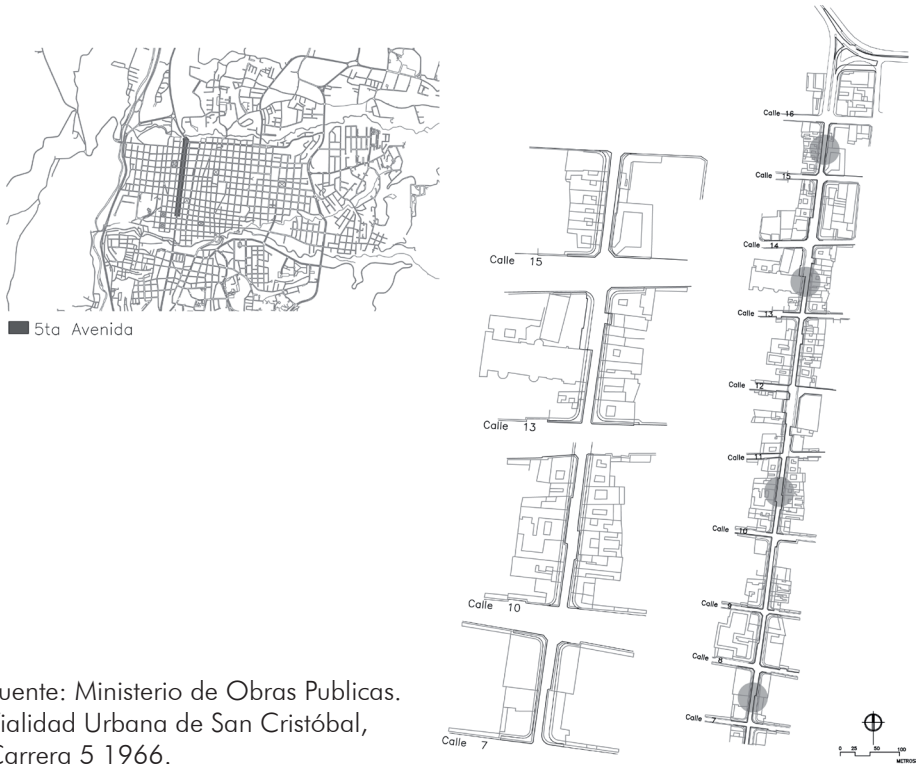 5ta Avenida
Calle 15
Calle 13
Calle 10
Calle 7
Calle 16
Calle 15
Calle 14
Calle 13
Calle 12
Calle 11
Calle 10
Calle 9
Calle 8
Calle 7
0 25 50 100
METROS
uente: Ministerio de Obras Publicas.
ialidad Urbana de San Cristóbal,
Carrera 5 1966.